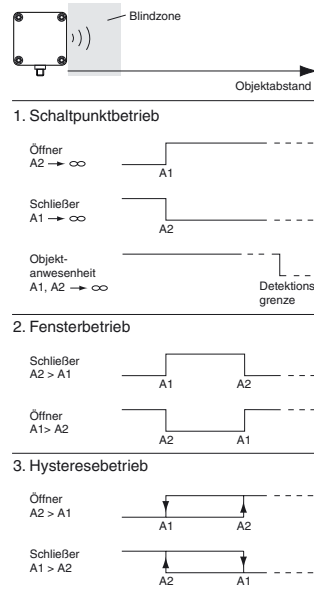 Blindzone
Objektabstand
1. Schaltpunktbetrieb
Öffner
A2 → ∞
A1
Schließer
A1 → ∞
A2
Objekt-
anwesenheit
A1, A2 → ∞
Detektions
grenze
2. Fensterbetrieb
Schließer
A2 > A1
A1 A2
Öffner
A1> A2
A2 A1
3. Hysteresebetrieb
Öffner
A2 > A1
A1 A2
Schließer
A1 > A2
A2 A1